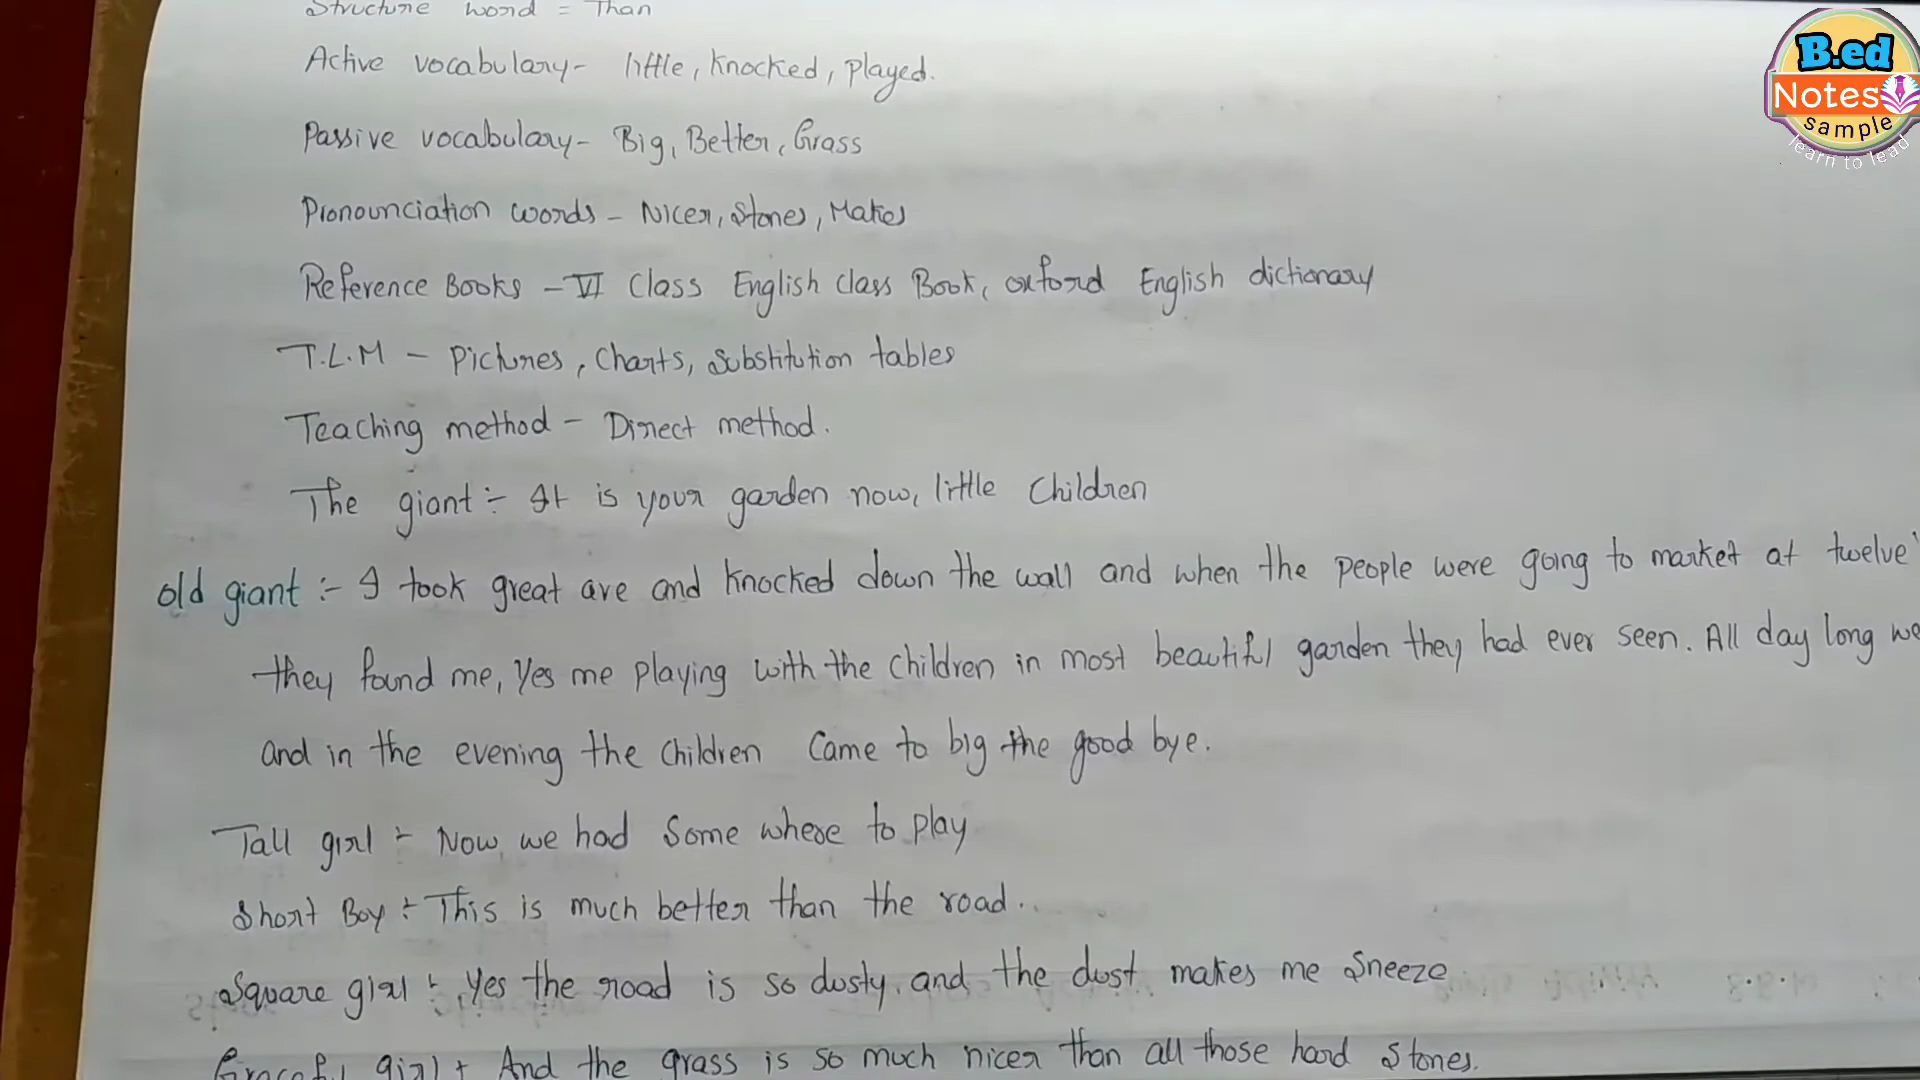 Structure word = Than
Active vocabulary - little, knocked, played.
Passive vocabulary - Big, Better, Grass
Pronounciation words - Nicer, Stones, Makes
Reference Books - VI Class English class Book, oxford English dictionary
T.L.M - Pictures, Charts, Substitution tables
Teaching method - Direct method.
The giant :- It is your garden now, little Children
old giant :- I took great are and knocked down the wall and when the people were going to market at twelve'
they found me, Yes me playing with the children in most beautiful garden they had ever seen. All day long we
and in the evening the children Came to big the good bye.
Tall girl :- Now, we had Some where to play
Short Boy :- This is much better than the road..
Square girl :- Yes the road is so dusty. and the dust makes me Sneeze
Graceful girl :- And the grass is so much nicer than all those hard Stones.
B.ed
Notes
sample
learn to lead